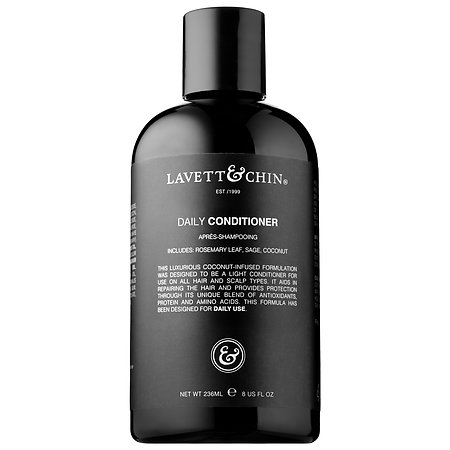 LAVETT&CHIN®
EST /1999
DAILY CONDITIONER
APRÈS-SHAMPOOING
INCLUDES: ROSEMARY LEAF, SAGE, COCONUT
THIS LUXURIOUS COCONUT-INFUSED FORMULATION
WAS DESIGNED TO BE A LIGHT CONDITIONER FOR
USE ON ALL HAIR AND SCALP TYPES. IT AIDS IN
REPAIRING THE HAIR AND PROVIDES PROTECTION
THROUGH ITS UNIQUE BLEND OF ANTIOXIDANTS,
PROTEIN AND AMINO ACIDS. THIS FORMULA HAS
BEEN DESIGNED FOR DAILY USE.
&
NET WT 236ML ℮ 8 US FL OZ